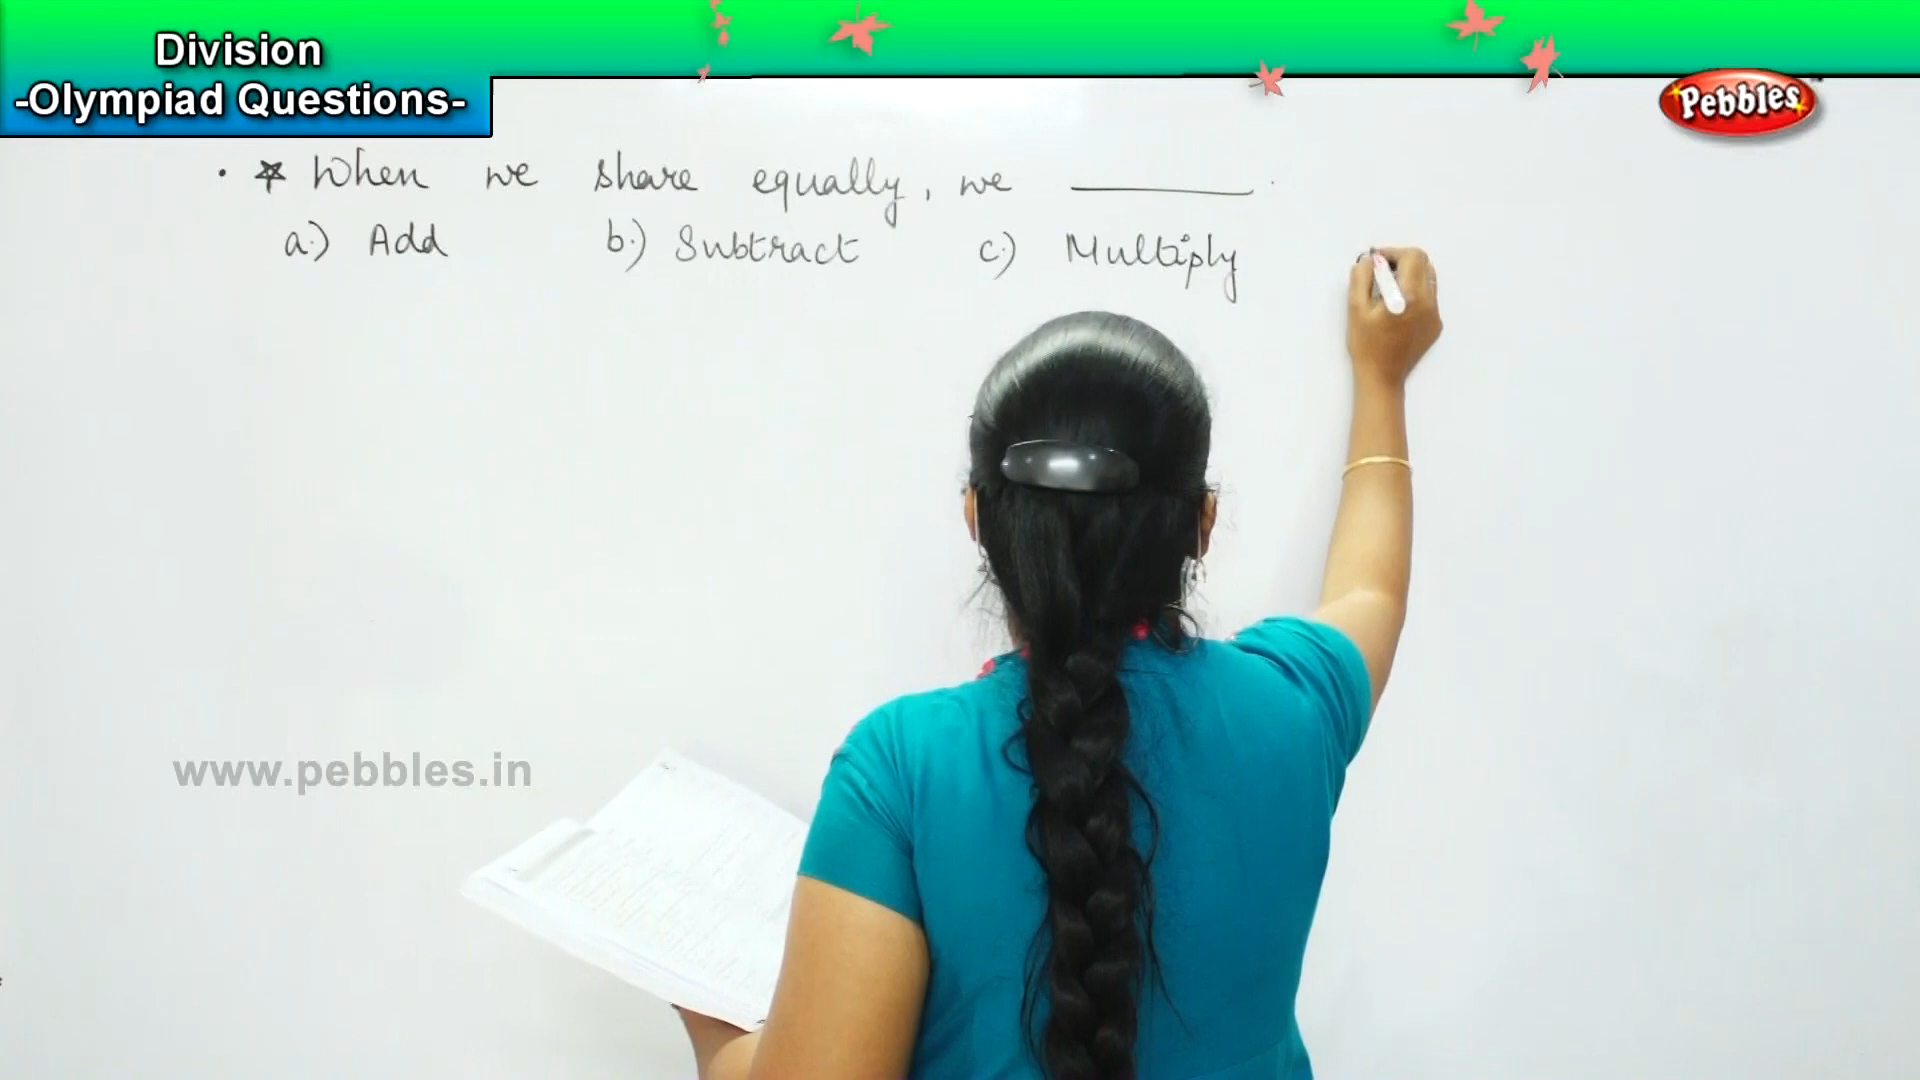 Division
-Olympiad Questions-
Pebbles
• ☆ When we share equally, we ______.
a.) Add b.) Subtract c.) Multiply
www.pebbles.in